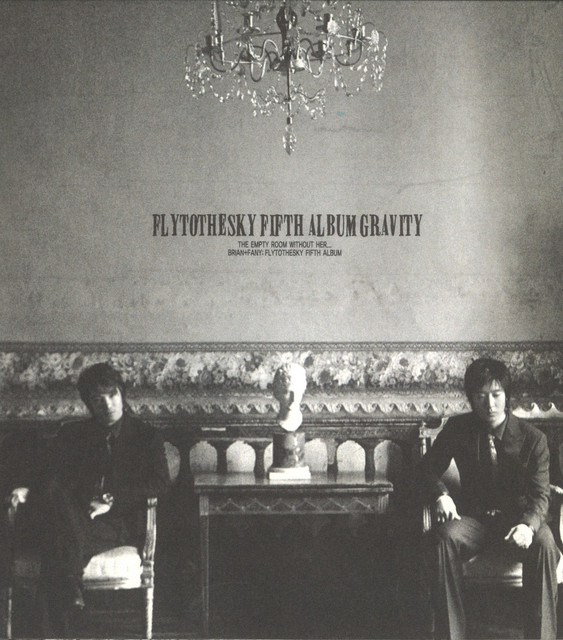 FLYTOTHESKY FIFTH ALBUM GRAVITY
THE EMPTY ROOM WITHOUT HER...
BRIAN+FANY;FLYTOTHESKY FIFTH ALBUM